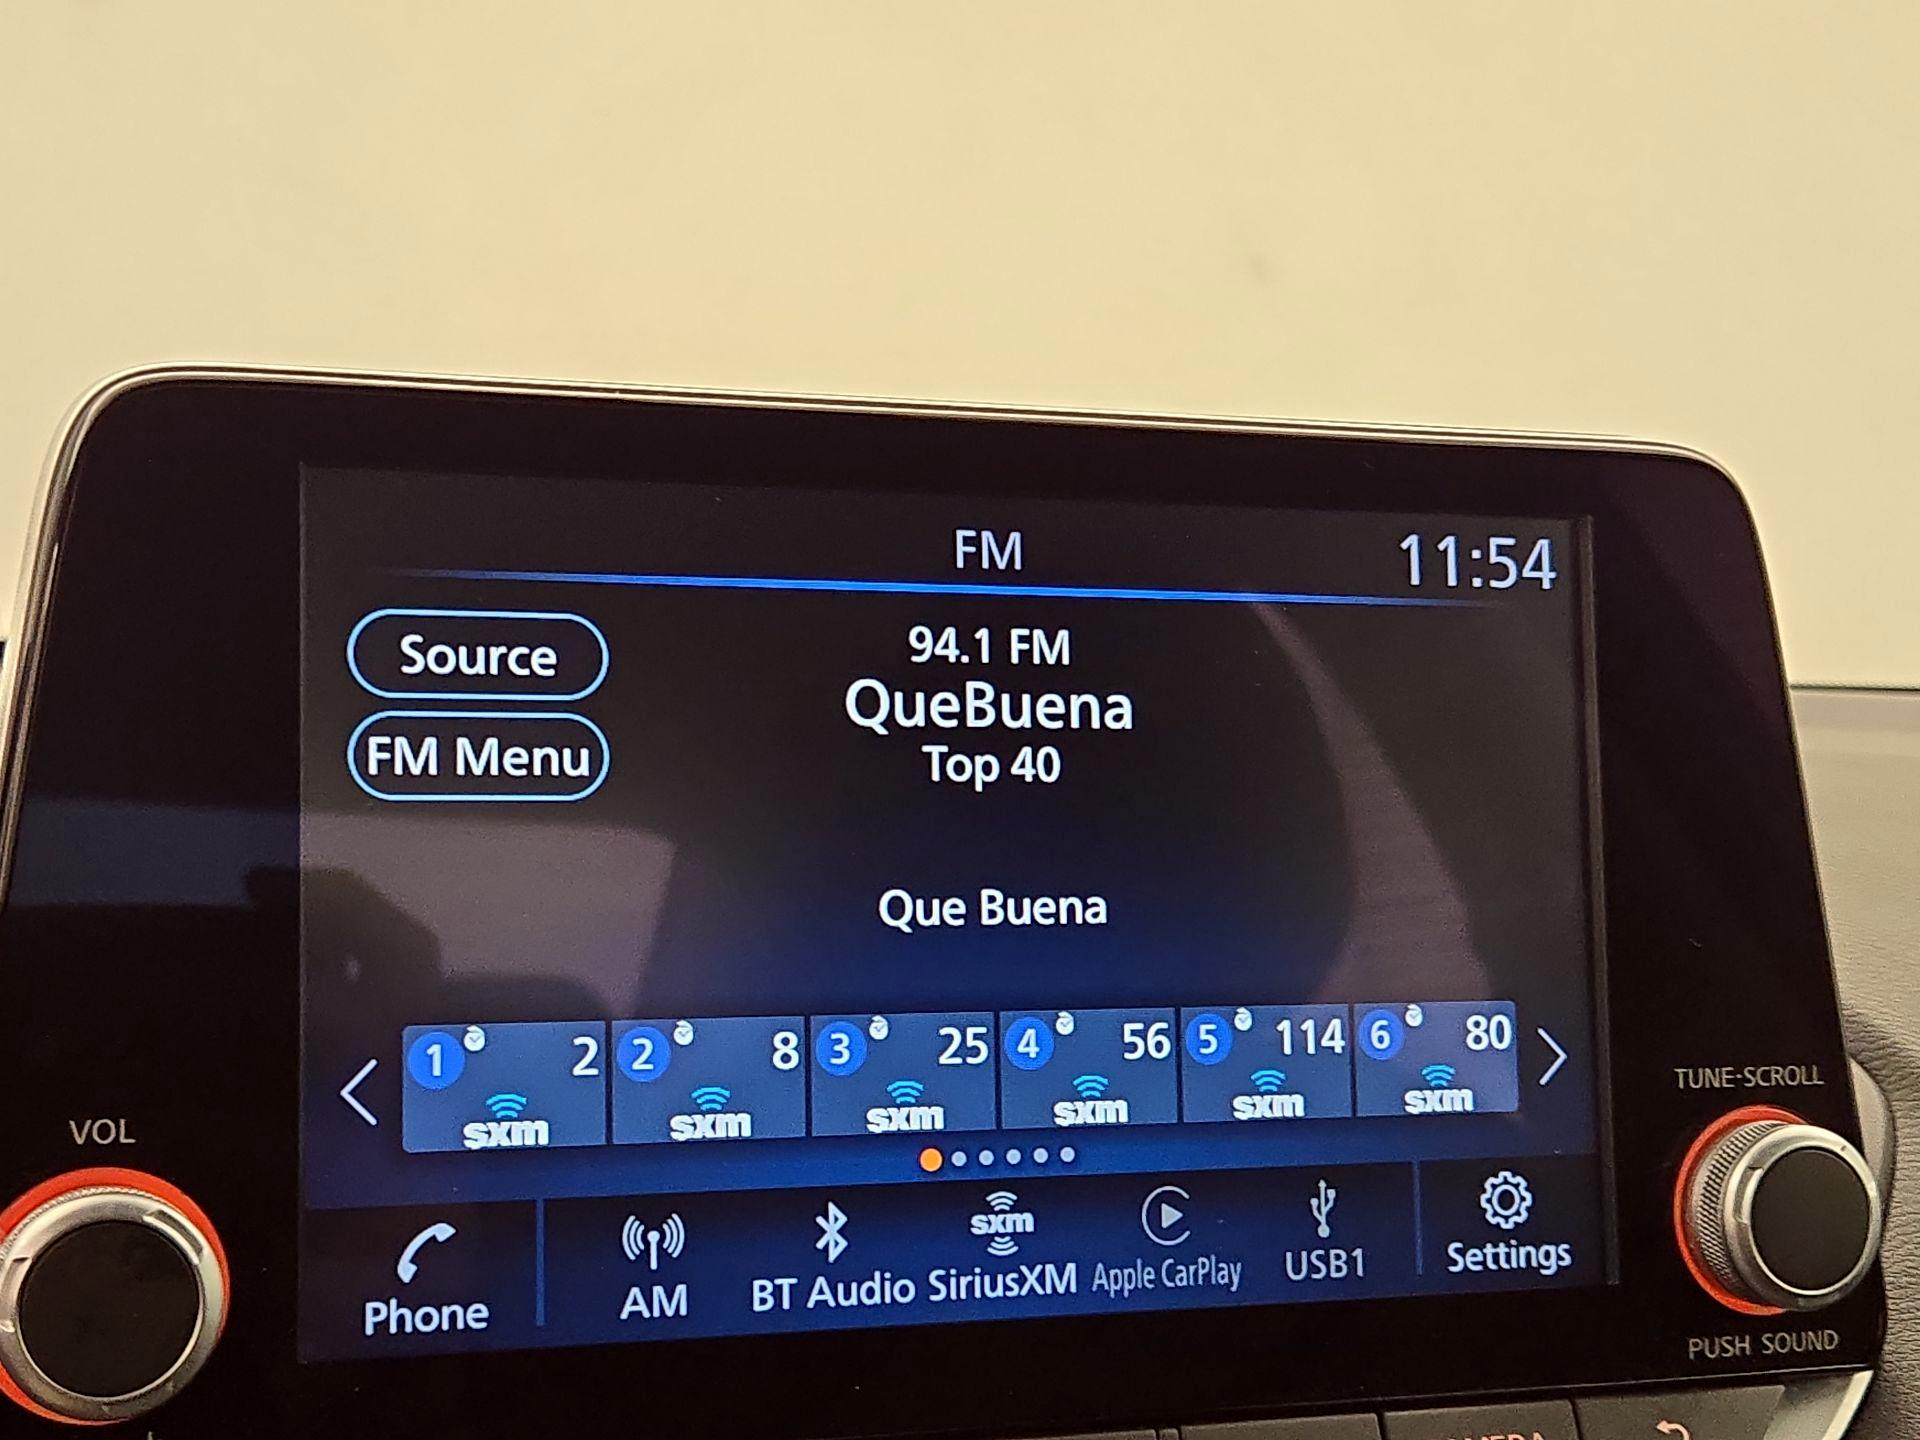 FM
11:54
Source
FM Menu
94.1 FM
QueBuena
Top 40
Que Buena
1 2
sxm
2 8
sxm
3 25
sxm
4 56
sxm
5 114
sxm
6 80
sxm
VOL
TUNE·SCROLL
PUSH SOUND
Phone
AM
BT Audio
sxm
SiriusXM
Apple CarPlay
USB1
Settings